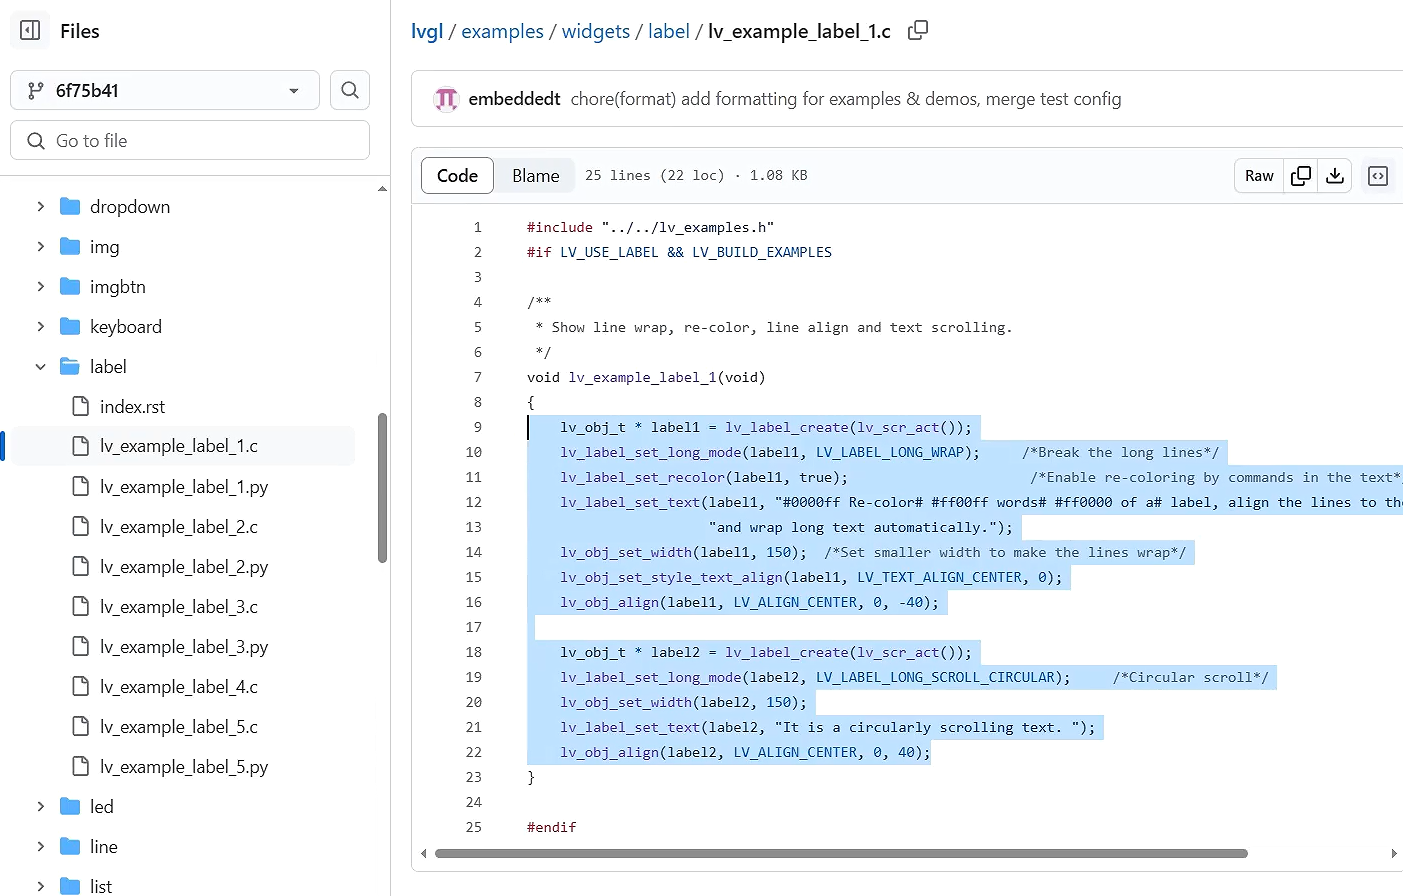 Files
6f75b41
Go to file
dropdown
img
imgbtn
keyboard
label
index.rst
lv_example_label_1.c
lv_example_label_1.py
lv_example_label_2.c
lv_example_label_2.py
lv_example_label_3.c
lv_example_label_3.py
lv_example_label_4.c
lv_example_label_5.c
lv_example_label_5.py
led
line
list
lvgl / examples / widgets / label / lv_example_label_1.c
embeddedt chore(format) add formatting for examples & demos, merge test config
Code Blame 25 lines (22 loc) · 1.08 KB Raw
1 #include "../../lv_examples.h"
2 #if LV_USE_LABEL && LV_BUILD_EXAMPLES
3
4 /**
5 * Show line wrap, re-color, line align and text scrolling.
6 */
7 void lv_example_label_1(void)
8 {
9 lv_obj_t * label1 = lv_label_create(lv_scr_act());
10 lv_label_set_long_mode(label1, LV_LABEL_LONG_WRAP); /*Break the long lines*/
11 lv_label_set_recolor(label1, true); /*Enable re-coloring by commands in the text*/
12 lv_label_set_text(label1, "#0000ff Re-color# #ff00ff words# #ff0000 of a# label, align the lines to the
13 "and wrap long text automatically.");
14 lv_obj_set_width(label1, 150); /*Set smaller width to make the lines wrap*/
15 lv_obj_set_style_text_align(label1, LV_TEXT_ALIGN_CENTER, 0);
16 lv_obj_align(label1, LV_ALIGN_CENTER, 0, -40);
17
18 lv_obj_t * label2 = lv_label_create(lv_scr_act());
19 lv_label_set_long_mode(label2, LV_LABEL_LONG_SCROLL_CIRCULAR); /*Circular scroll*/
20 lv_obj_set_width(label2, 150);
21 lv_label_set_text(label2, "It is a circularly scrolling text. ");
22 lv_obj_align(label2, LV_ALIGN_CENTER, 0, 40);
23 }
24
25 #endif